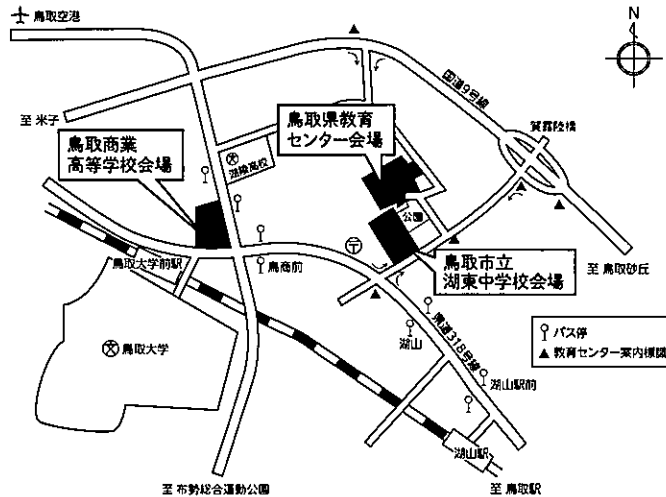 鳥取空港
N
国道9号線
至 米子
賀露陸橋
鳥取県教育
センター会場
鳥取商業
高等学校会場
湖陵高校
公園
鳥取大学前駅
鳥商前
鳥取市立
湖東中学校会場
至 鳥取砂丘
バス停
教育センター案内標識
鳥取大学
湖山
県道318号線
湖山駅前
湖山駅
至 布勢総合運動公園
至 鳥取駅